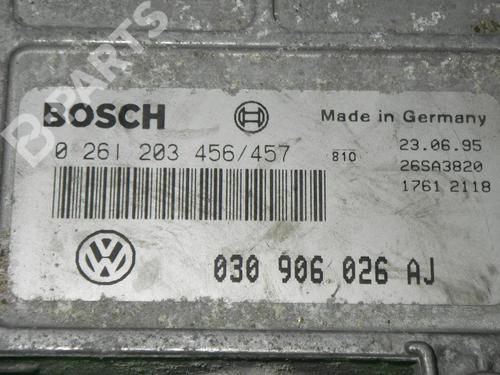 B-PARTS
BOSCH
Made in Germany
0 261 203 456/457
810
23.06.95
26SA3820
1761 2118
VW
030 906 026 AJ